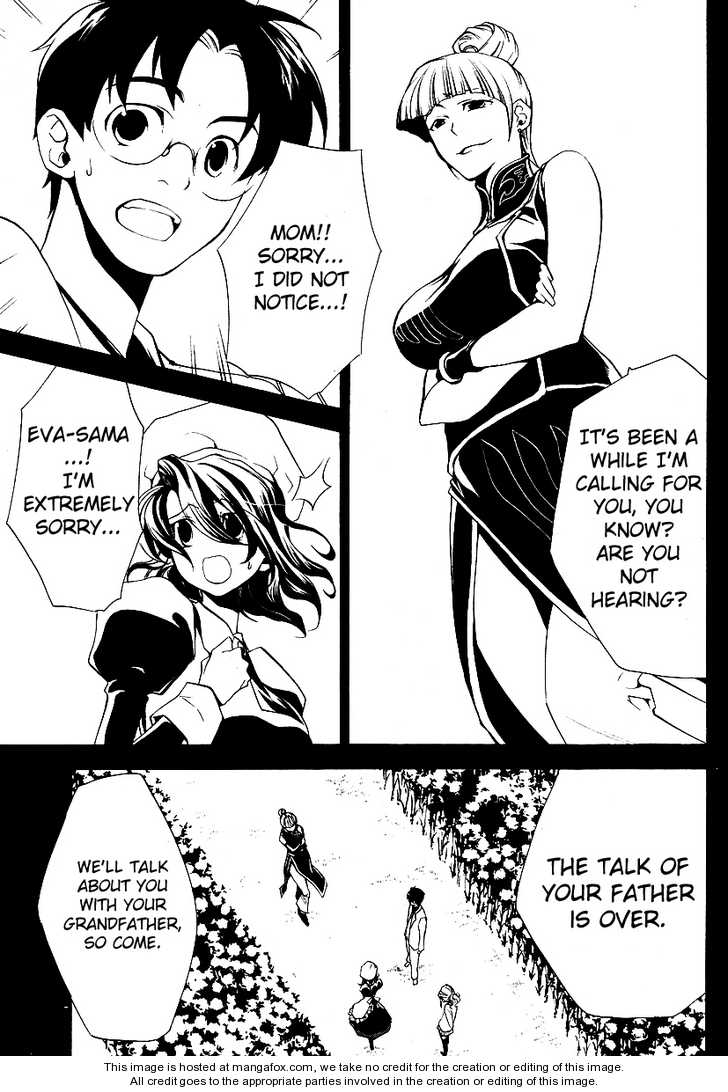 IT'S BEEN A
WHILE I'M
CALLING FOR
YOU, YOU
KNOW?
ARE YOU
NOT
HEARING?
MOM!!
SORRY...
I DID NOT
NOTICE...!
EVA-SAMA
...!
I'M
EXTREMELY
SORRY...
THE TALK OF
YOUR FATHER
IS OVER.
WE'LL TALK
ABOUT YOU
WITH YOUR
GRANDFATHER,
SO COME.
This image is hosted at mangafox.com, we take no credit for the creation or editing of this image.
All credit goes to the appropriate parties involved in the creation of editing of this image.